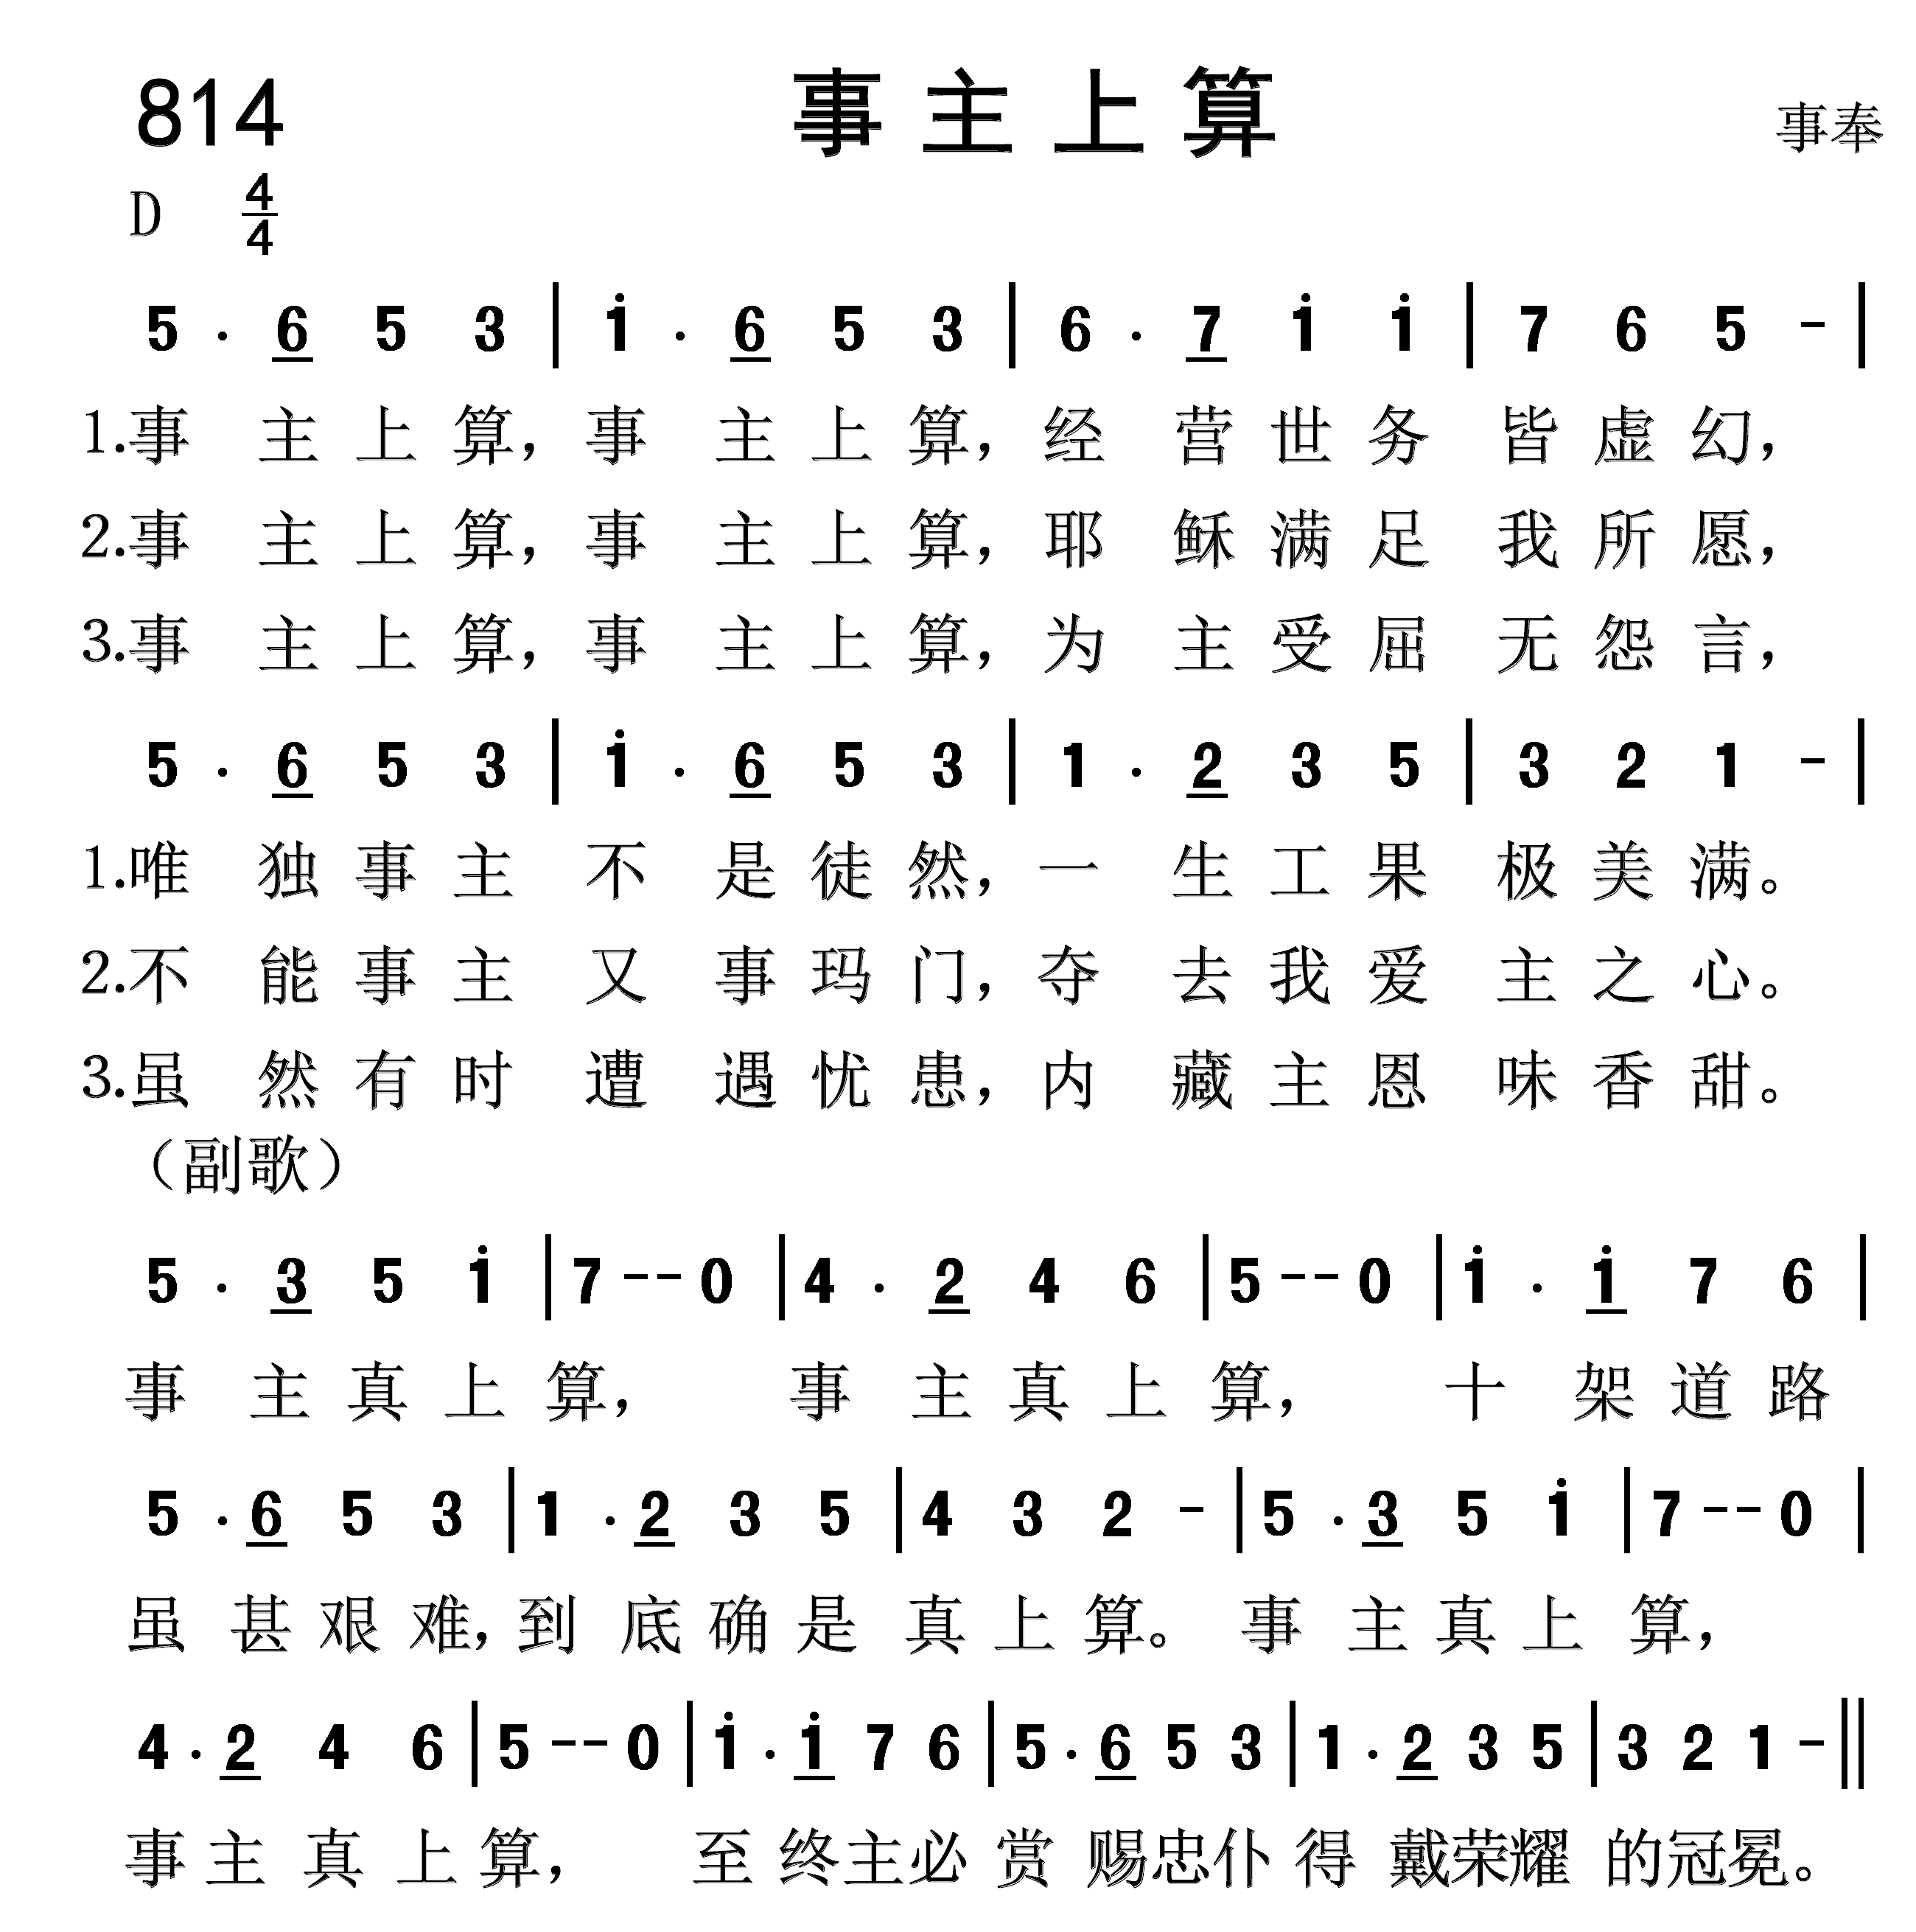 814 事主上算 事奉
D 4/4
5 · 6 5 3 | i · 6 5 3 | 6 · 7 i i | 7 6 5 - |
1.事主上算，事主上算，经营世务皆虚幻，
2.事主上算，事主上算，耶稣满足我所愿，
3.事主上算，事主上算，为主受屈无怨言，
5 · 6 5 3 | i · 6 5 3 | 1 · 2 3 5 | 3 2 1 - |
1.唯独事主不是徒然，一生工果极美满。
2.不能事主又事玛门，夺去我爱主之心。
3.虽然有时遭遇忧患，内藏主恩味香甜。
（副歌）
5 · 3 5 i | 7 - - 0 | 4 · 2 4 6 | 5 - - 0 | i · i 7 6 |
事主真上算，事主真上算，十架道路
5 · 6 5 3 | 1 · 2 3 5 | 4 3 2 - | 5 · 3 5 i | 7 - - 0 |
虽甚艰难，到底确是真上算。事主真上算，
4 · 2 4 6 | 5 - - 0 | i · i 7 6 | 5 · 6 5 3 | 1 · 2 3 5 | 3 2 1 - ||
事主真上算，至终主必赏赐忠仆得戴荣耀的冠冕。